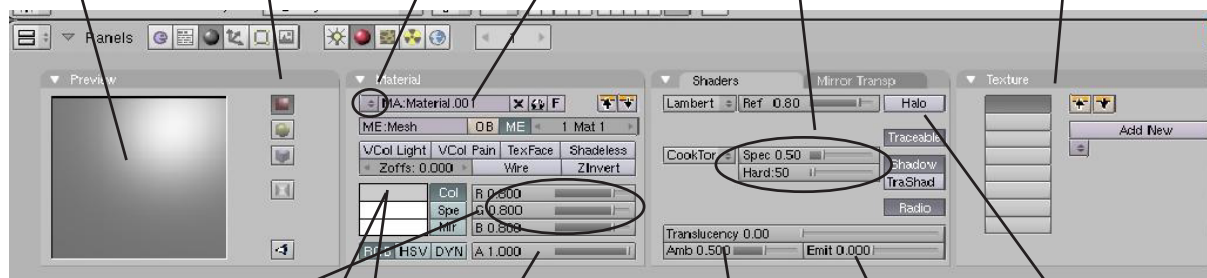 Panels
1
Preview
Material
MA:Material.001
F
ME:Mesh
OB
ME
1 Mat 1
VCol Light
VCol Pain
TexFace
Shadeless
Zoffs: 0.000
Wire
ZInvert
Col
R 0.800
Spe
G 0.800
Mir
B 0.800
RGB
HSV
DYN
A 1.000
Shaders
Mirror Transp
Lambert
Ref 0.80
Halo
Traceable
CookTor
Spec 0.50
Hard:50
Shadow
TraShad
Radio
Translucency 0.00
Amb 0.500
Emit 0.000
Texture
Add New